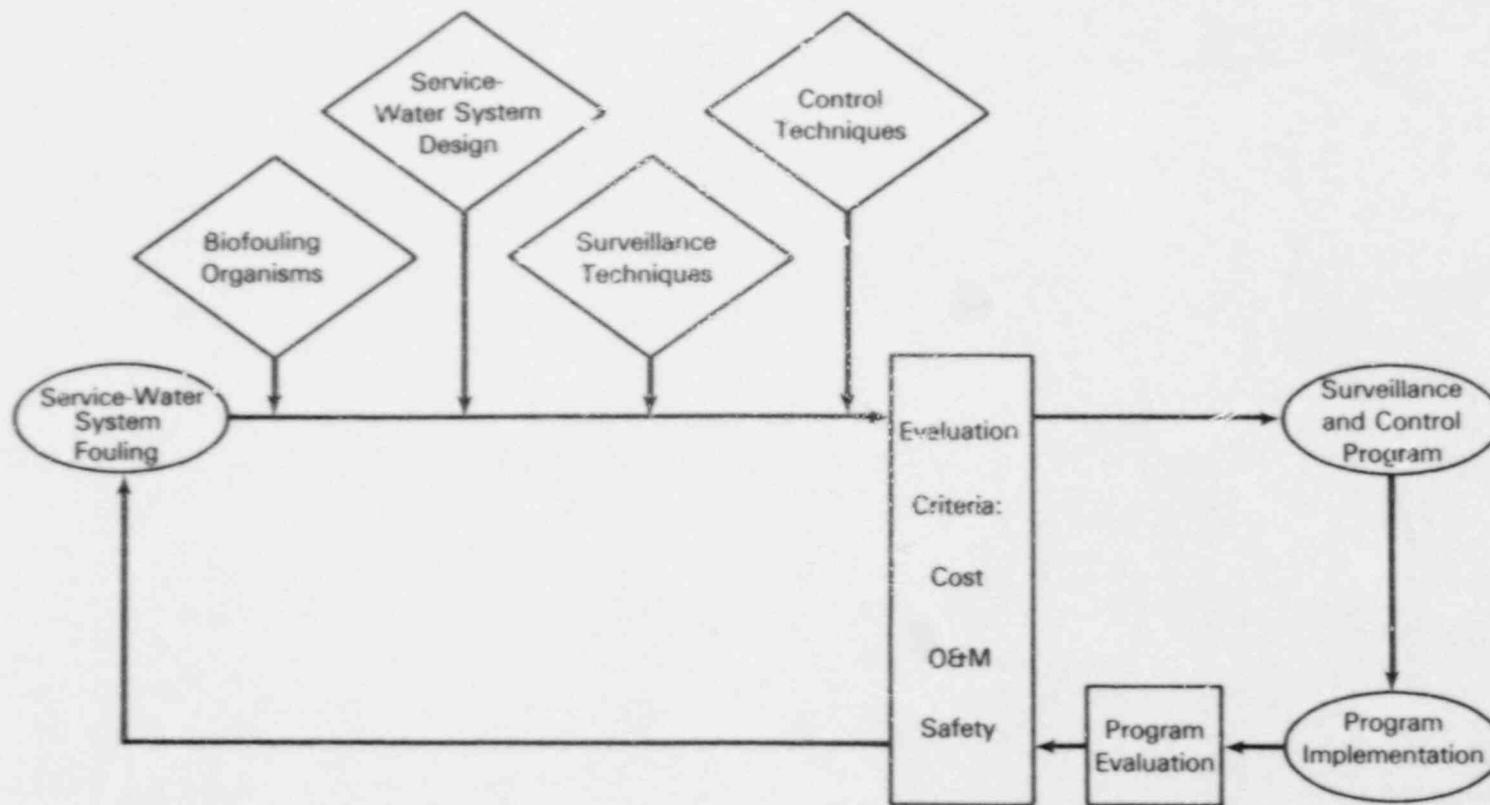 Service-
Water System
Design
Control
Techniques
Biofouling
Organisms
Surveillance
Techniques
Service-Water
System
Fouling
Evaluation
Criteria:
Cost
O&M
Safety
Surveillance
and Control
Program
Program
Evaluation
Program
Implementation